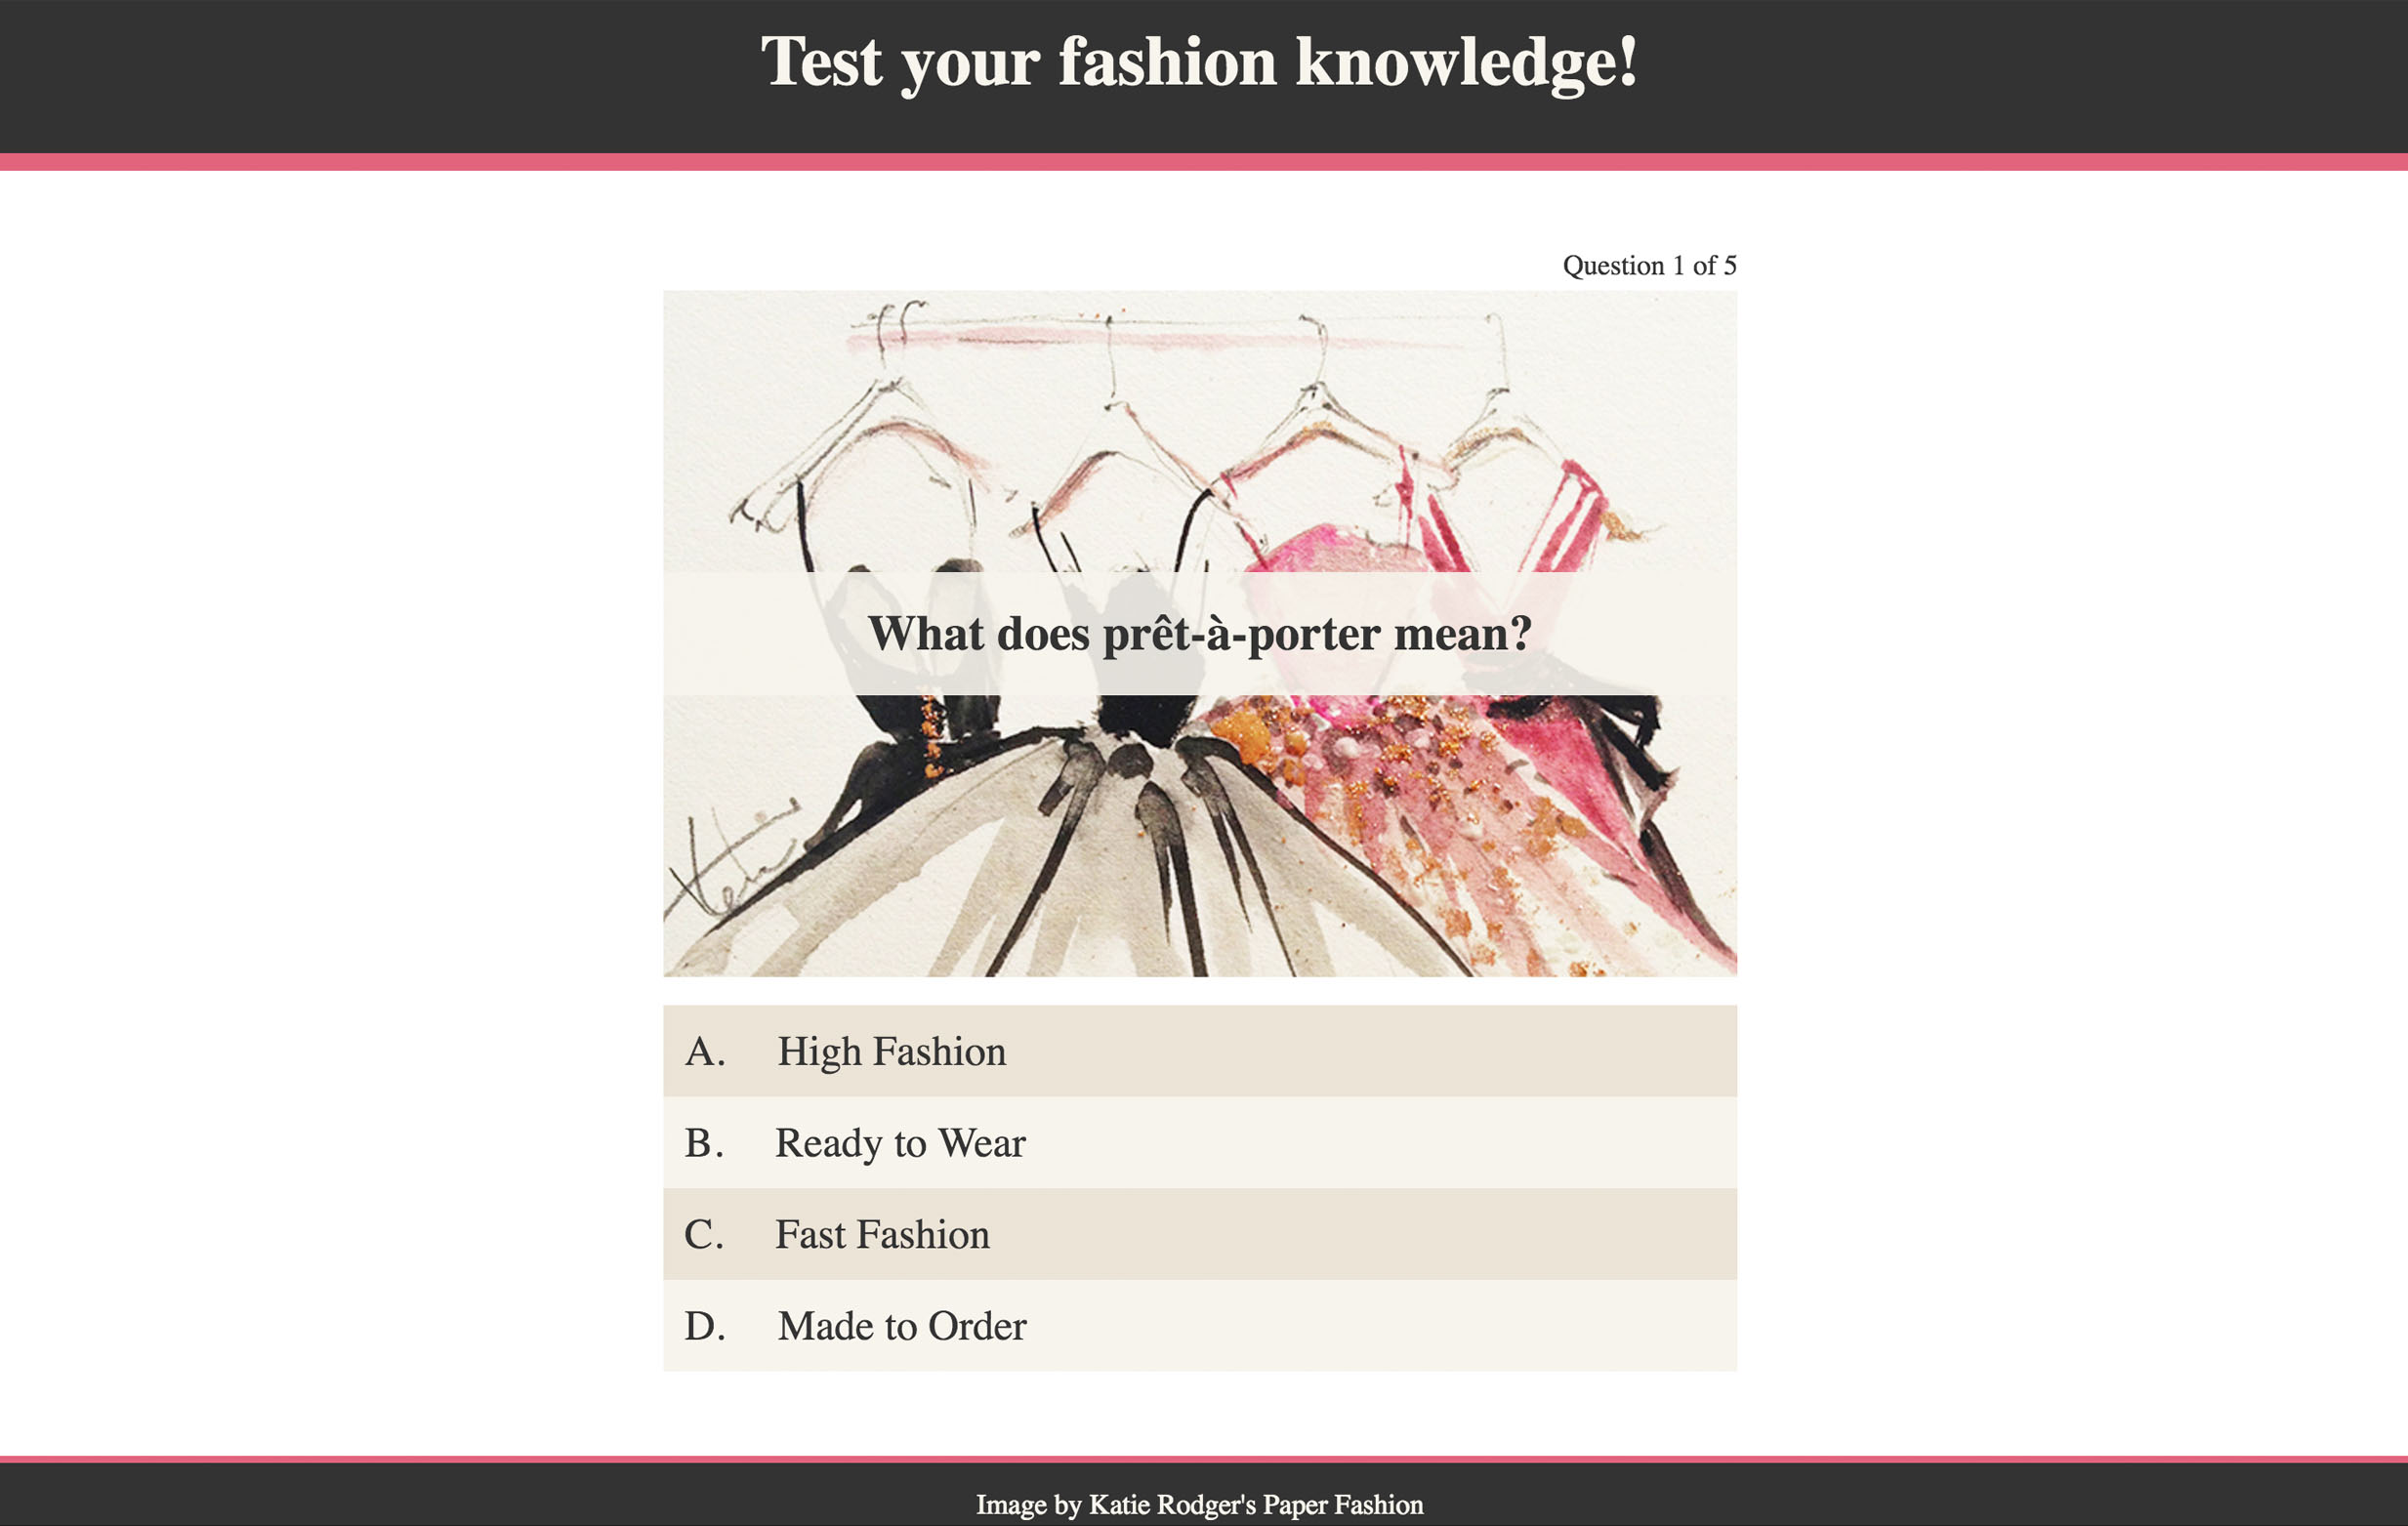 Test your fashion knowledge!
Question 1 of 5
What does prêt-à-porter mean?
A. High Fashion
B. Ready to Wear
C. Fast Fashion
D. Made to Order
Image by Katie Rodger's Paper Fashion